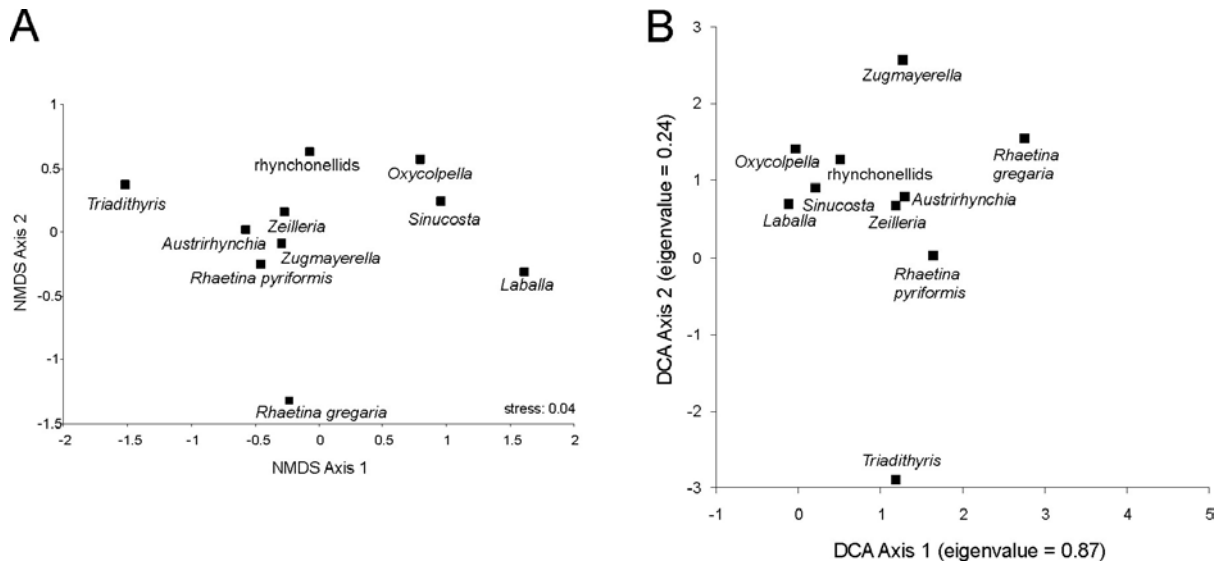 A
NMDS Axis 2
1
0.5
0
-0.5
-1
-1.5
-2
-1.5
-1
-0.5
0
0.5
1
1.5
2
NMDS Axis 1
rhynchonellids
Oxycolpella
Triadithyris
Sinucosta
Zeilleria
Austrirhynchia
Zugmayerella
Rhaetina pyriformis
Laballa
Rhaetina gregaria
stress: 0.04
B
DCA Axis 2 (eigenvalue = 0.24)
3
2
1
0
-1
-2
-3
-1
0
1
2
3
4
5
DCA Axis 1 (eigenvalue = 0.87)
Zugmayerella
Rhaetina
gregaria
Oxycolpella
rhynchonellids
Sinucosta
Austrirhynchia
Laballa
Zeilleria
Rhaetina
pyriformis
Triadithyris